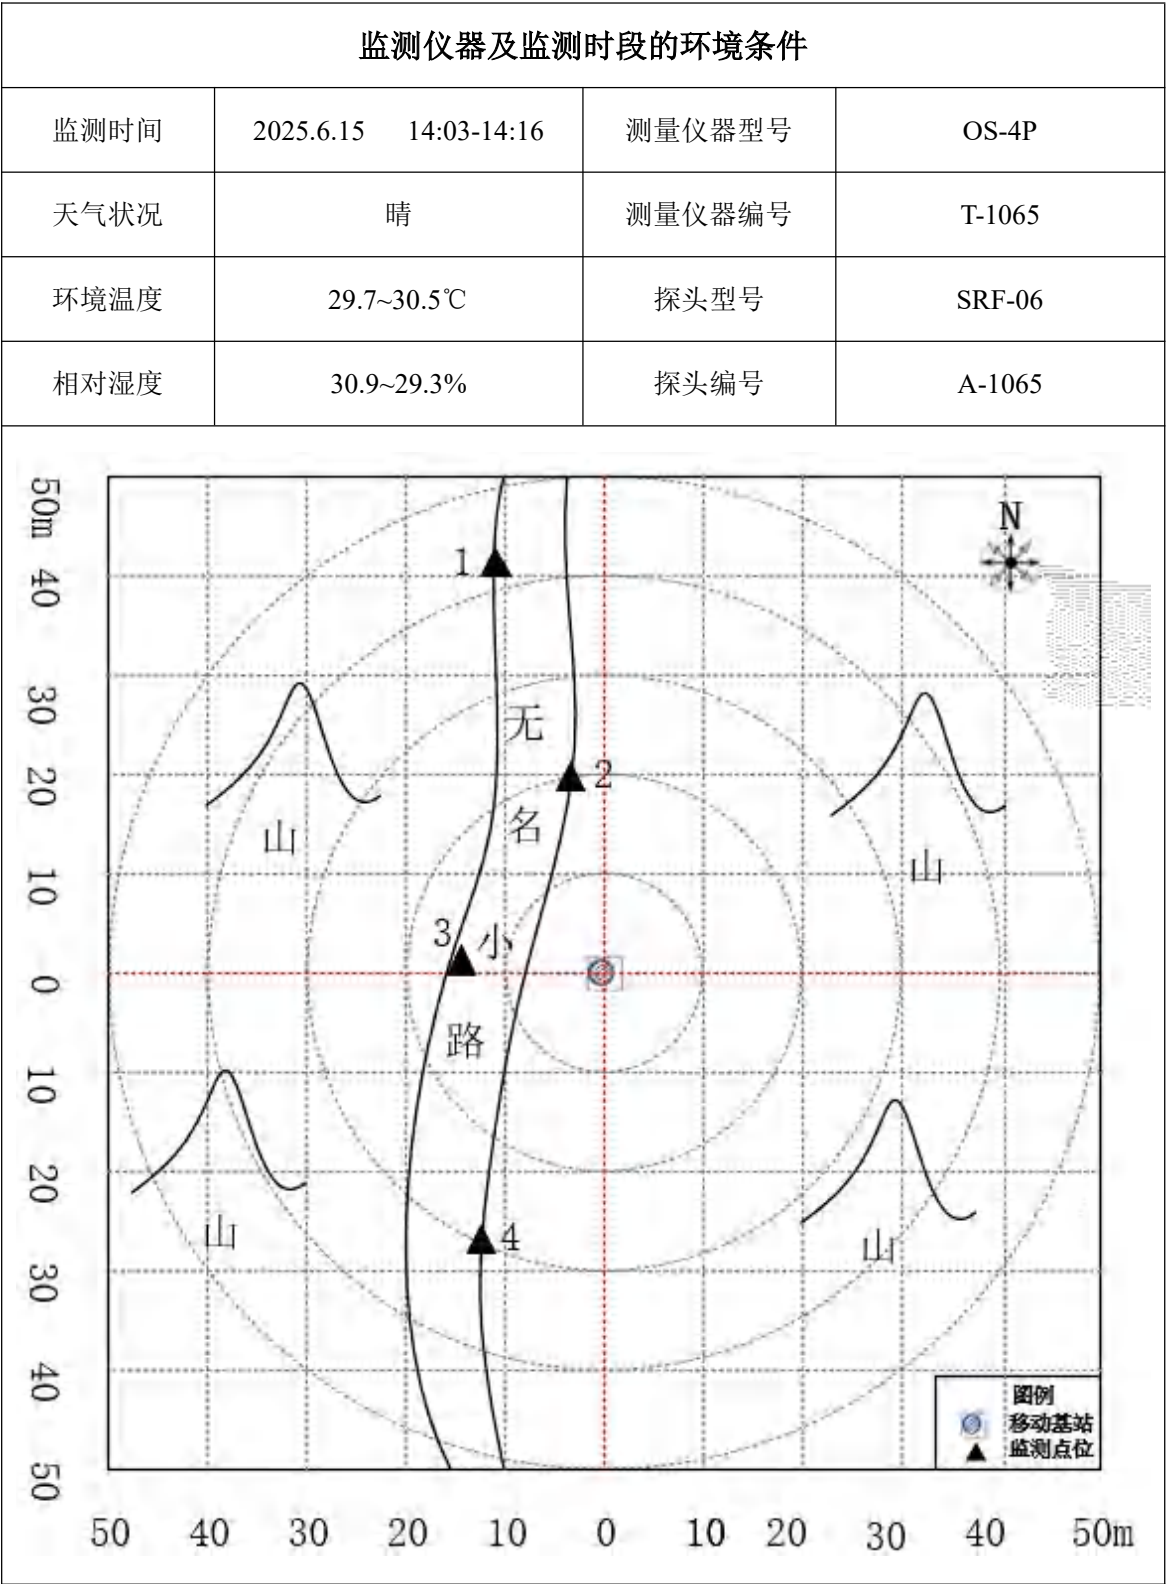 监测仪器及监测时段的环境条件
监测时间 2025.6.15 14:03-14:16 测量仪器型号 OS-4P
天气状况 晴 测量仪器编号 T-1065
环境温度 29.7~30.5℃ 探头型号 SRF-06
相对湿度 30.9~29.3% 探头编号 A-1065
50m
40
30
20
10
0
10
20
30
40
50
N
1
无
2
名
山
山
3
小
路
山
4
山
图例
移动基站
监测点位
50 40 30 20 10 0 10 20 30 40 50m